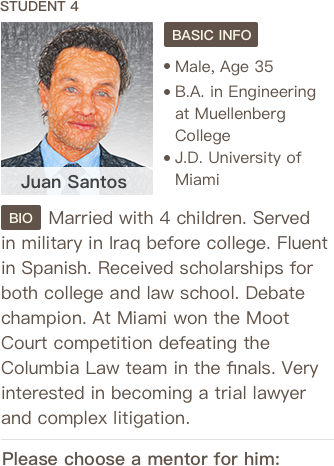 STUDENT 4
BASIC INFO
• Male, Age 35
• B.A. in Engineering
at Muellenberg
College
• J.D. University of
Miami
Juan Santos
BIO Married with 4 children. Served
in military in Iraq before college. Fluent
in Spanish. Received scholarships for
both college and law school. Debate
champion. At Miami won the Moot
Court competition defeating the
Columbia Law team in the finals. Very
interested in becoming a trial lawyer
and complex litigation.
Please choose a mentor for him: